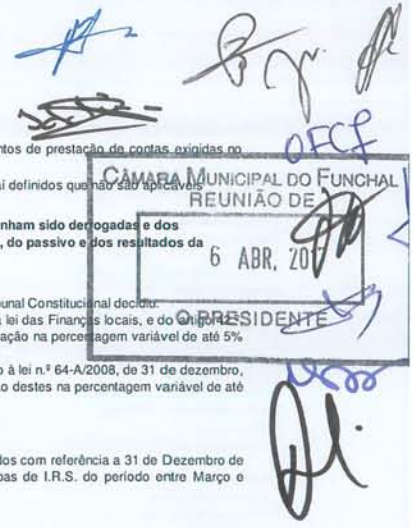 OFCF
ntos de prestação de contas exigidas no
CÂMARA MUNICIPAL DO FUNCHAL
aí definidos que não são aplicáveis
REUNIÃO DE
nham sido derrogadas e dos
, do passivo e dos resultados da
6 ABR. 20
unal Constitucional decidiu:
O PRESIDENTE
a lei das Finanças locais, e do artigo
ação na percentagem variável de até 5%
o à lei n.º 64-A/2008, de 31 de dezembro,
o destes na percentagem variável de até
dos com referência a 31 de Dezembro de
bas de I.R.S. do período entre Março e